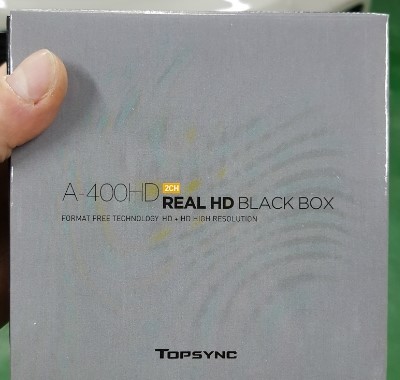 A-400HD 2CH REAL HD BLACK BOX
FORMAT FREE TECHNOLOGY HD + HD HIGH RESOLUTION
TOPSYNC